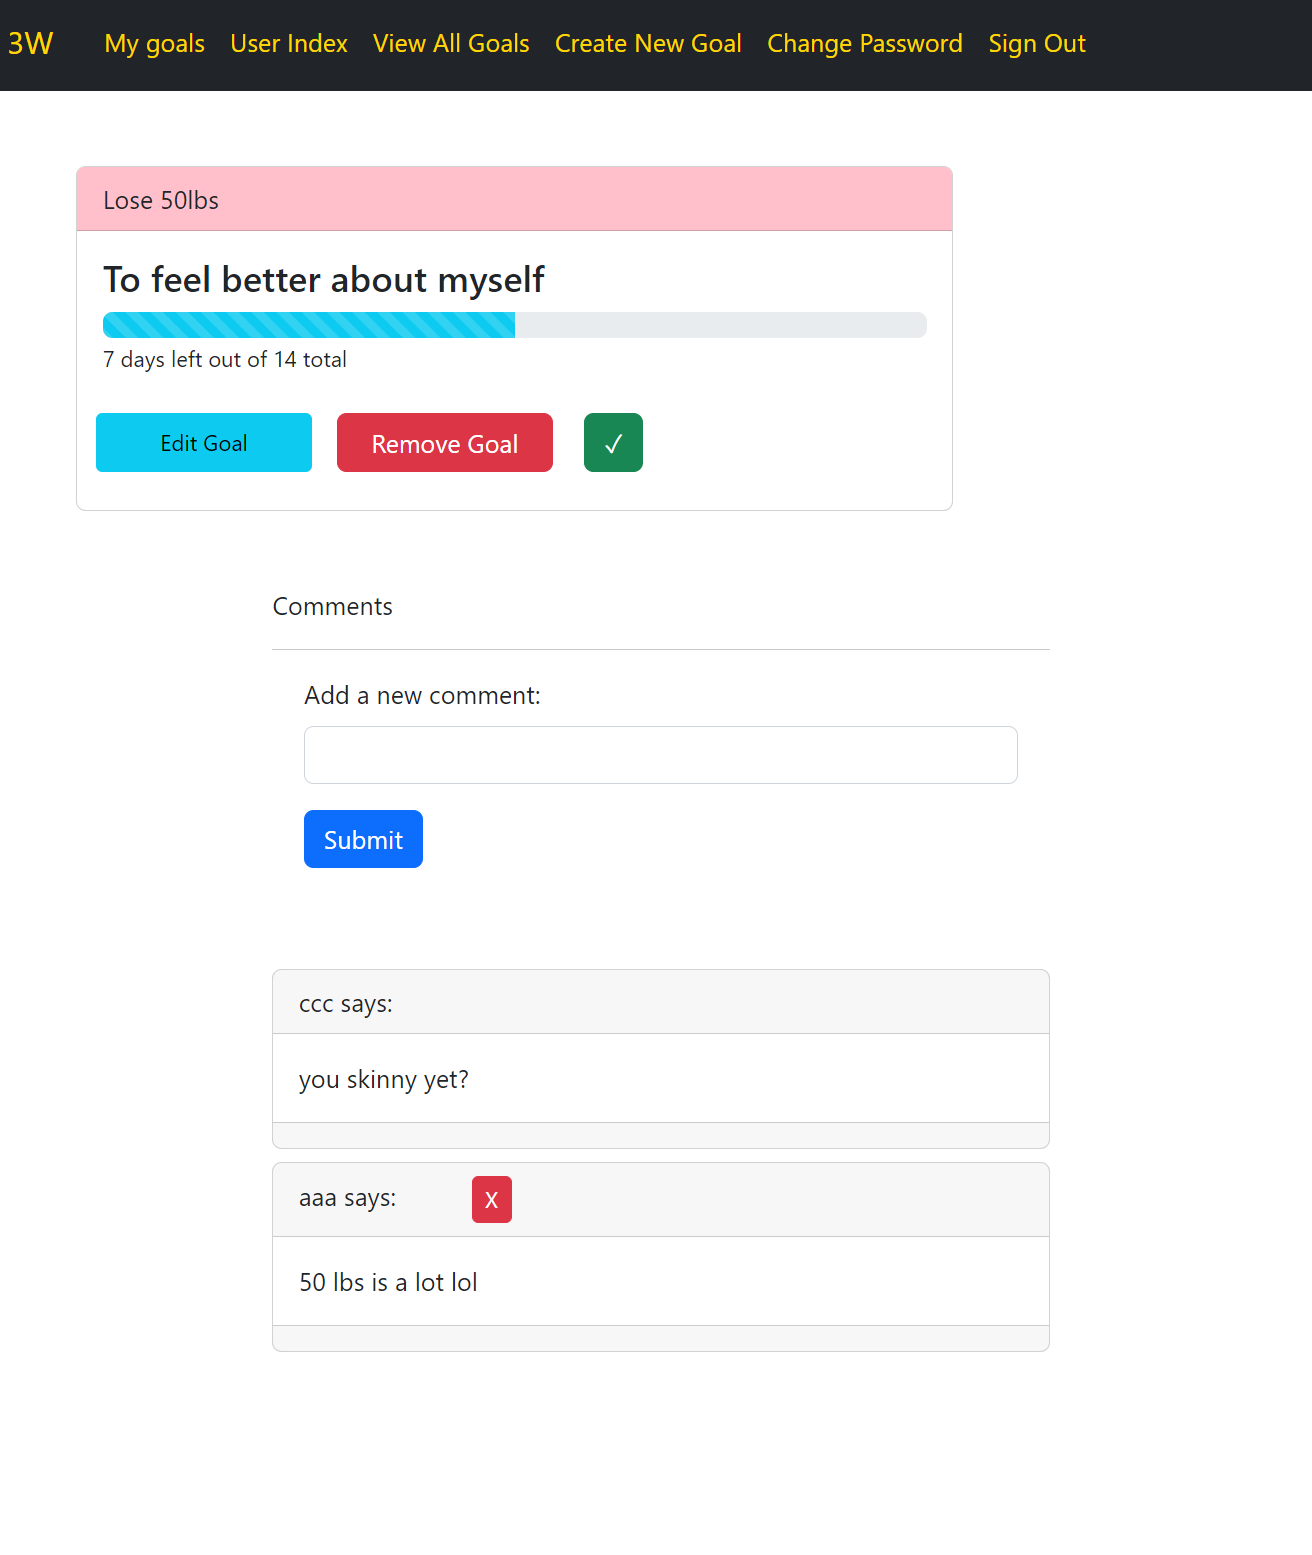 3W My goals User Index View All Goals Create New Goal Change Password Sign Out
Lose 50lbs
To feel better about myself
7 days left out of 14 total
Edit Goal Remove Goal ✓
Comments
Add a new comment:
Submit
ccc says:
you skinny yet?
aaa says: X
50 lbs is a lot lol